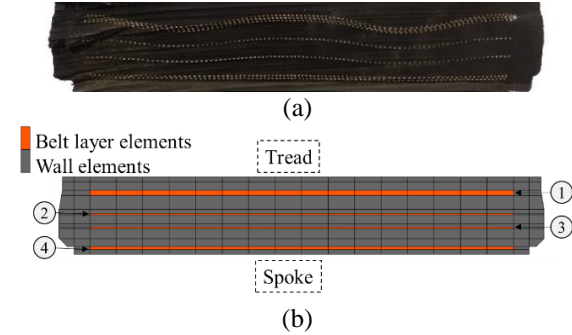 (a)
Belt layer elements
Wall elements
Tread
1
2
3
4
Spoke
(b)